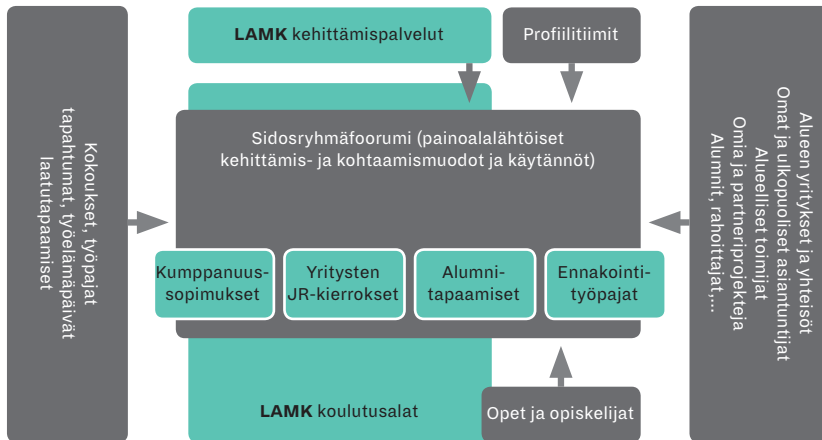 LAMK kehittämispalvelut
Profiilitiimit
Kokoukset, työpajat
tapahtumat, työelämäpäivät
laatutapaamiset
Sidosryhmäfoorumi (painoalalähtöiset
kehittämis- ja kohtaamismuodot ja käytännöt)
Kumppanuus-
sopimukset
Yritysten
JR-kierrokset
Alumni-
tapaamiset
Ennakointi-
työpajat
Alueen yritykset ja yhteisöt
Omat ja ulkopuoliset asiantuntijat
Alueelliset toimijat
Omia ja partneriprojekteja
Alumnit, rahoittajat,...
LAMK koulutusalat
Opet ja opiskelijat